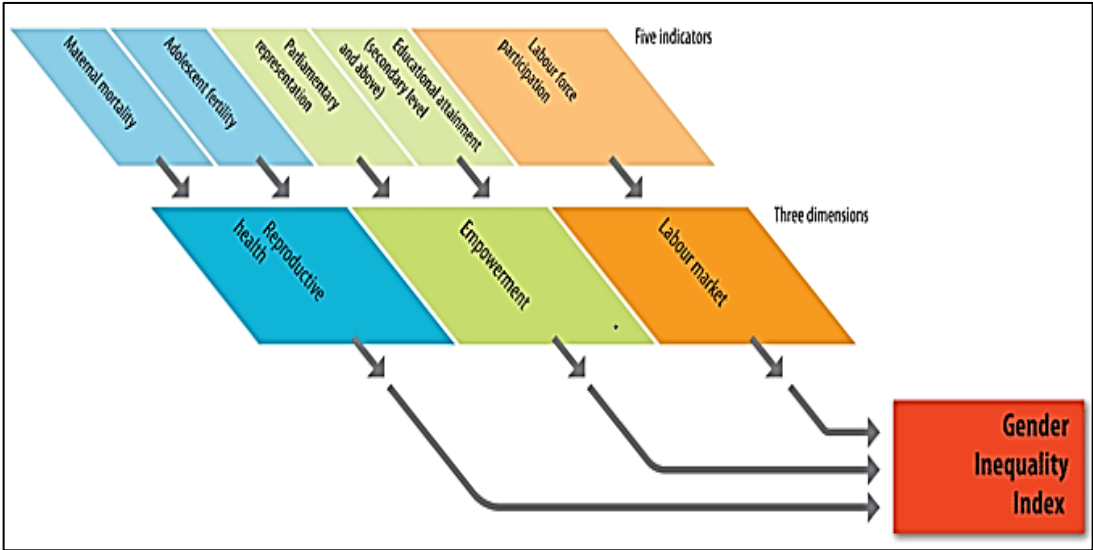 Maternal mortality
Adolescent fertility
Parliamentary
representation
Educational attainment
(secondary level
and above)
Labour force
participation
Five indicators
Reproductive
health
Empowerment
Labour market
Three dimensions
Gender
Inequality
Index